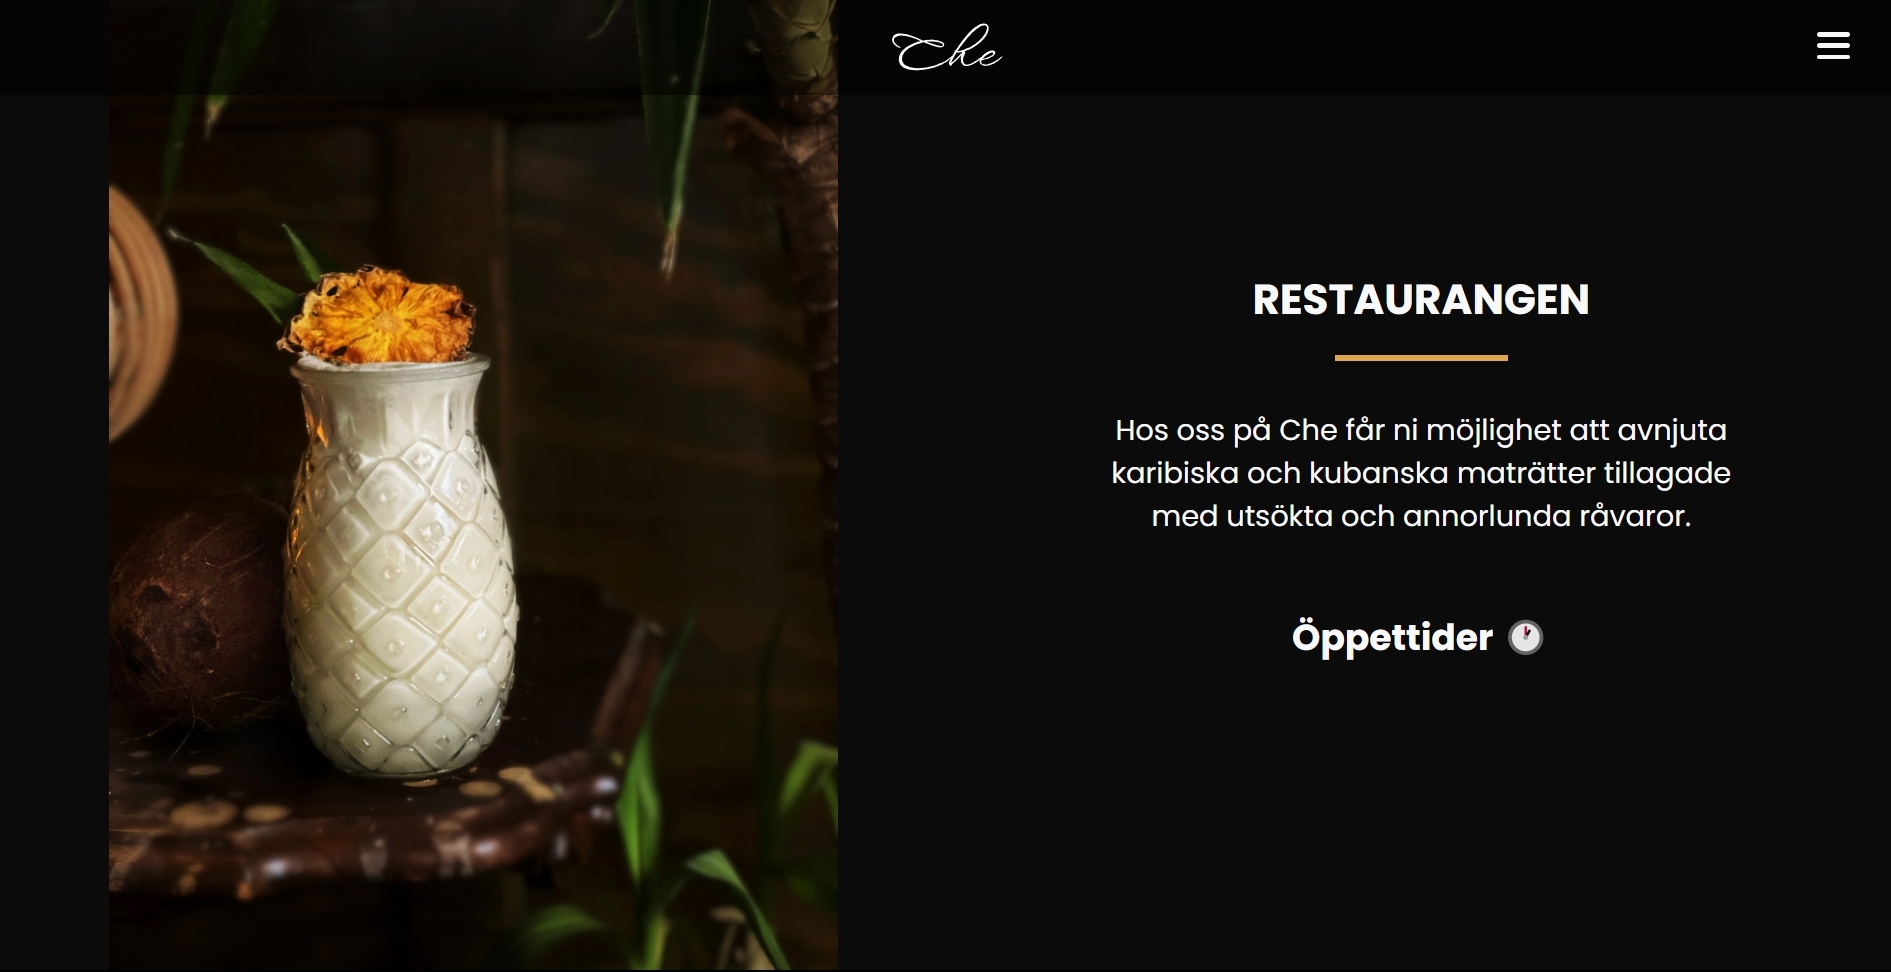 Che
RESTAURANGEN
Hos oss på Che får ni möjlighet att avnjuta
karibiska och kubanska maträtter tillagade
med utsökta och annorlunda råvaror.
Öppettider 🕐